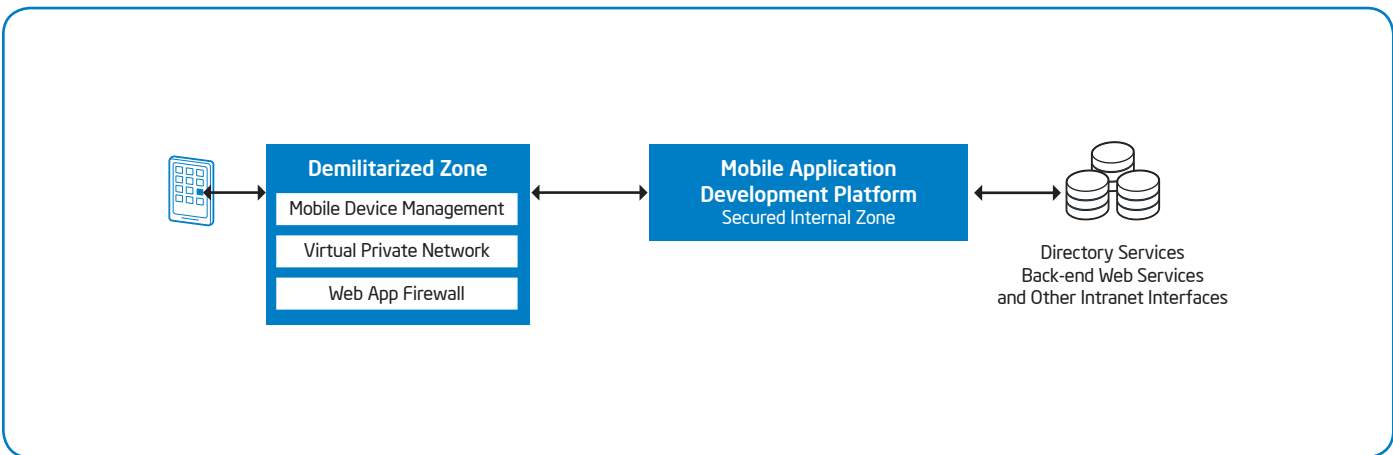 Demilitarized Zone
Mobile Device Management
Virtual Private Network
Web App Firewall
Mobile Application
Development Platform
Secured Internal Zone
Directory Services
Back-end Web Services
and Other Intranet Interfaces